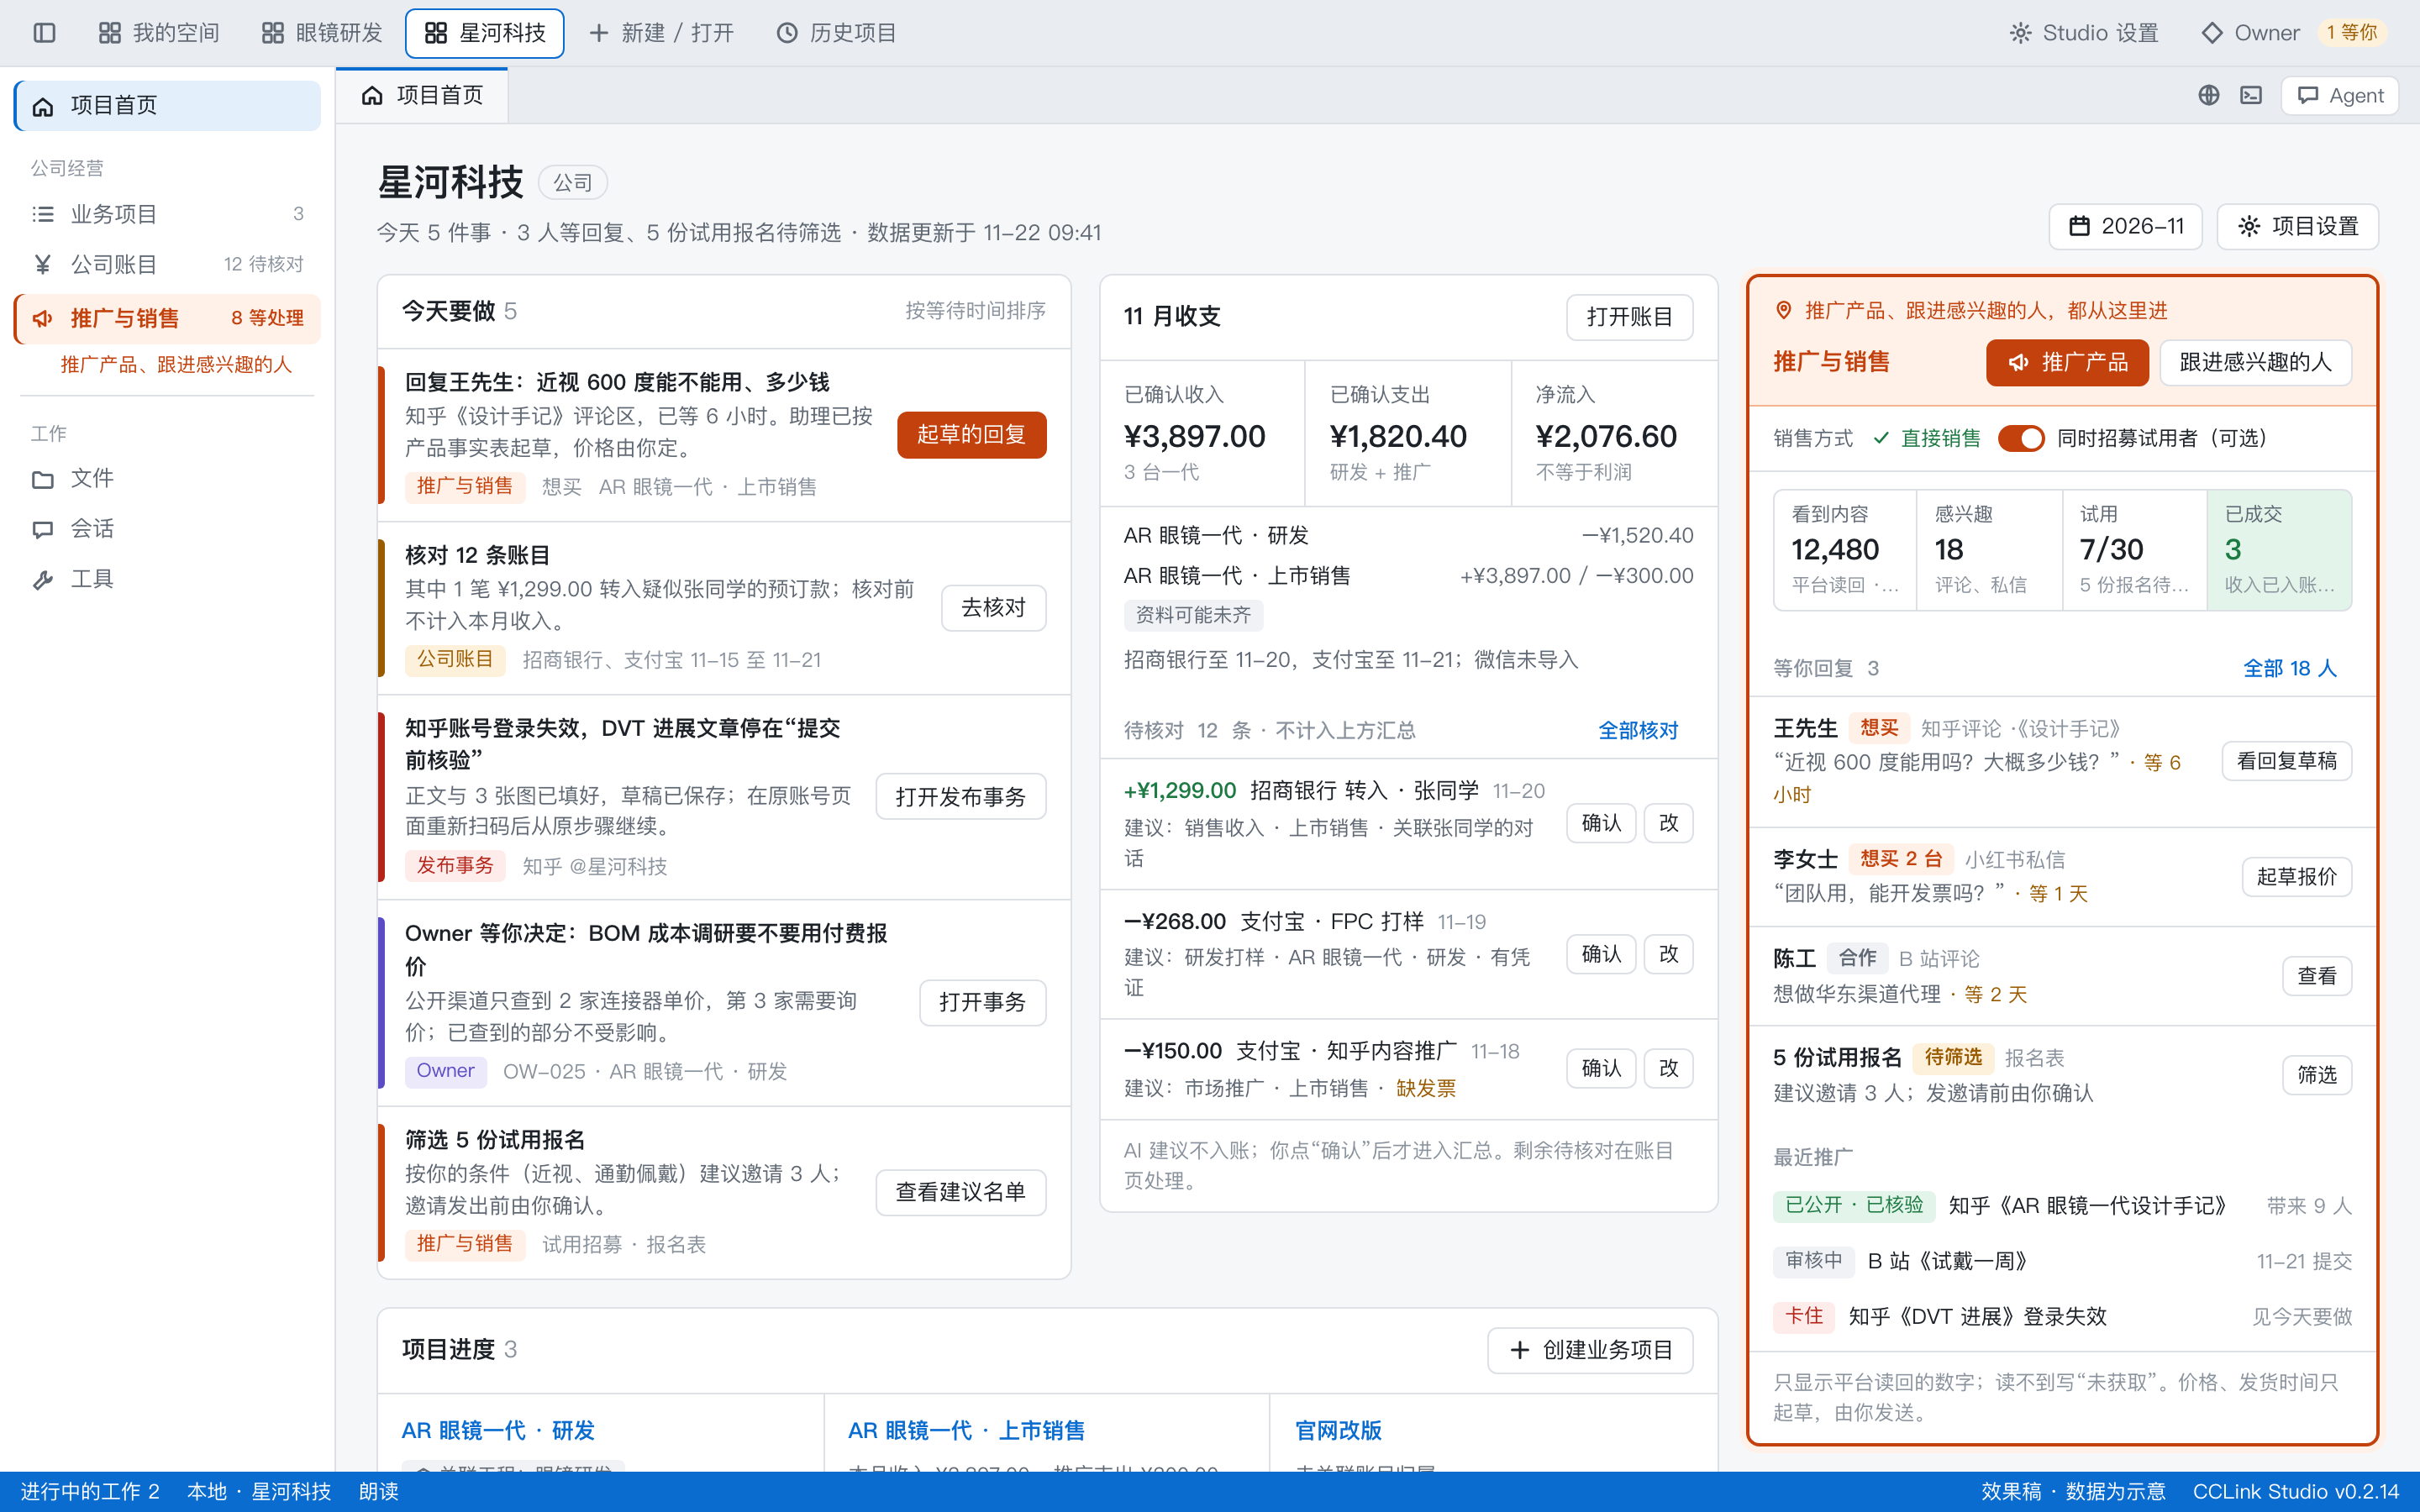 我的空间
眼镜研发
星河科技
新建 / 打开
历史项目
Studio 设置
Owner
1 等你
项目首页
公司经营
业务项目 3
公司账目 12 待核对
推广与销售 8 等处理
推广产品、跟进感兴趣的人
工作
文件
会话
工具
项目首页
Agent
星河科技
公司
今天 5 件事 · 3 人等回复、5 份试用报名待筛选 · 数据更新于 11-22 09:41
2026-11
项目设置
今天要做 5
按等待时间排序
回复王先生：近视 600 度能不能用、多少钱
知乎《设计手记》评论区，已等 6 小时。助理已按
产品事实表起草，价格由你定。
起草的回复
推广与销售 想买 AR 眼镜一代 · 上市销售
核对 12 条账目
其中 1 笔 ¥1,299.00 转入疑似张同学的预订款；核对前
不计入本月收入。
去核对
公司账目 招商银行、支付宝 11-15 至 11-21
知乎账号登录失效，DVT 进展文章停在“提交
前核验”
正文与 3 张图已填好，草稿已保存；在原账号页
面重新扫码后从原步骤继续。
打开发布事务
发布事务 知乎 @星河科技
Owner 等你决定：BOM 成本调研要不要用付费报
价
公开渠道只查到 2 家连接器单价，第 3 家需要询
价；已查到的部分不受影响。
打开事务
Owner OW-025 · AR 眼镜一代 · 研发
筛选 5 份试用报名
按你的条件（近视、通勤佩戴）建议邀请 3 人；
邀请发出前由你确认。
查看建议名单
推广与销售 试用招募 · 报名表
11 月收支
打开账目
已确认收入
¥3,897.00
3 台一代
已确认支出
¥1,820.40
研发 + 推广
净流入
¥2,076.60
不等于利润
AR 眼镜一代 · 研发 −¥1,520.40
AR 眼镜一代 · 上市销售 +¥3,897.00 / −¥300.00
资料可能未齐
招商银行至 11-20，支付宝至 11-21；微信未导入
待核对 12 条 · 不计入上方汇总
全部核对
+¥1,299.00 招商银行 转入 · 张同学 11-20
建议：销售收入 · 上市销售 · 关联张同学的对
话
确认 改
−¥268.00 支付宝 · FPC 打样 11-19
建议：研发打样 · AR 眼镜一代 · 研发 · 有凭
证
确认 改
−¥150.00 支付宝 · 知乎内容推广 11-18
建议：市场推广 · 上市销售 · 缺发票
确认 改
AI 建议不入账；你点“确认”后才进入汇总。剩余待核对在账目
页处理。
推广产品、跟进感兴趣的人，都从这里进
推广与销售
推广产品
跟进感兴趣的人
销售方式 直接销售 同时招募试用者（可选）
看到内容
12,480
平台读回 ·...
感兴趣
18
评论、私信
试用
7/30
5 份报名待...
已成交
3
收入已入账...
等你回复 3
全部 18 人
王先生 想买 知乎评论 ·《设计手记》
“近视 600 度能用吗？大概多少钱？” · 等 6
小时
看回复草稿
李女士 想买 2 台 小红书私信
“团队用，能开发票吗？” · 等 1 天
起草报价
陈工 合作 B 站评论
想做华东渠道代理 · 等 2 天
查看
5 份试用报名 待筛选 报名表
建议邀请 3 人；发邀请前由你确认
筛选
最近推广
已公开 · 已核验 知乎《AR 眼镜一代设计手记》 带来 9 人
审核中 B 站《试戴一周》 11-21 提交
卡住 知乎《DVT 进展》登录失效 见今天要做
只显示平台读回的数字；读不到写“未获取”。价格、发货时间只
起草，由你发送。
项目进度 3
创建业务项目
AR 眼镜一代 · 研发
AR 眼镜一代 · 上市销售
官网改版
进行中的工作 2
本地 · 星河科技
朗读
效果稿 · 数据为示意
CCLink Studio v0.2.14